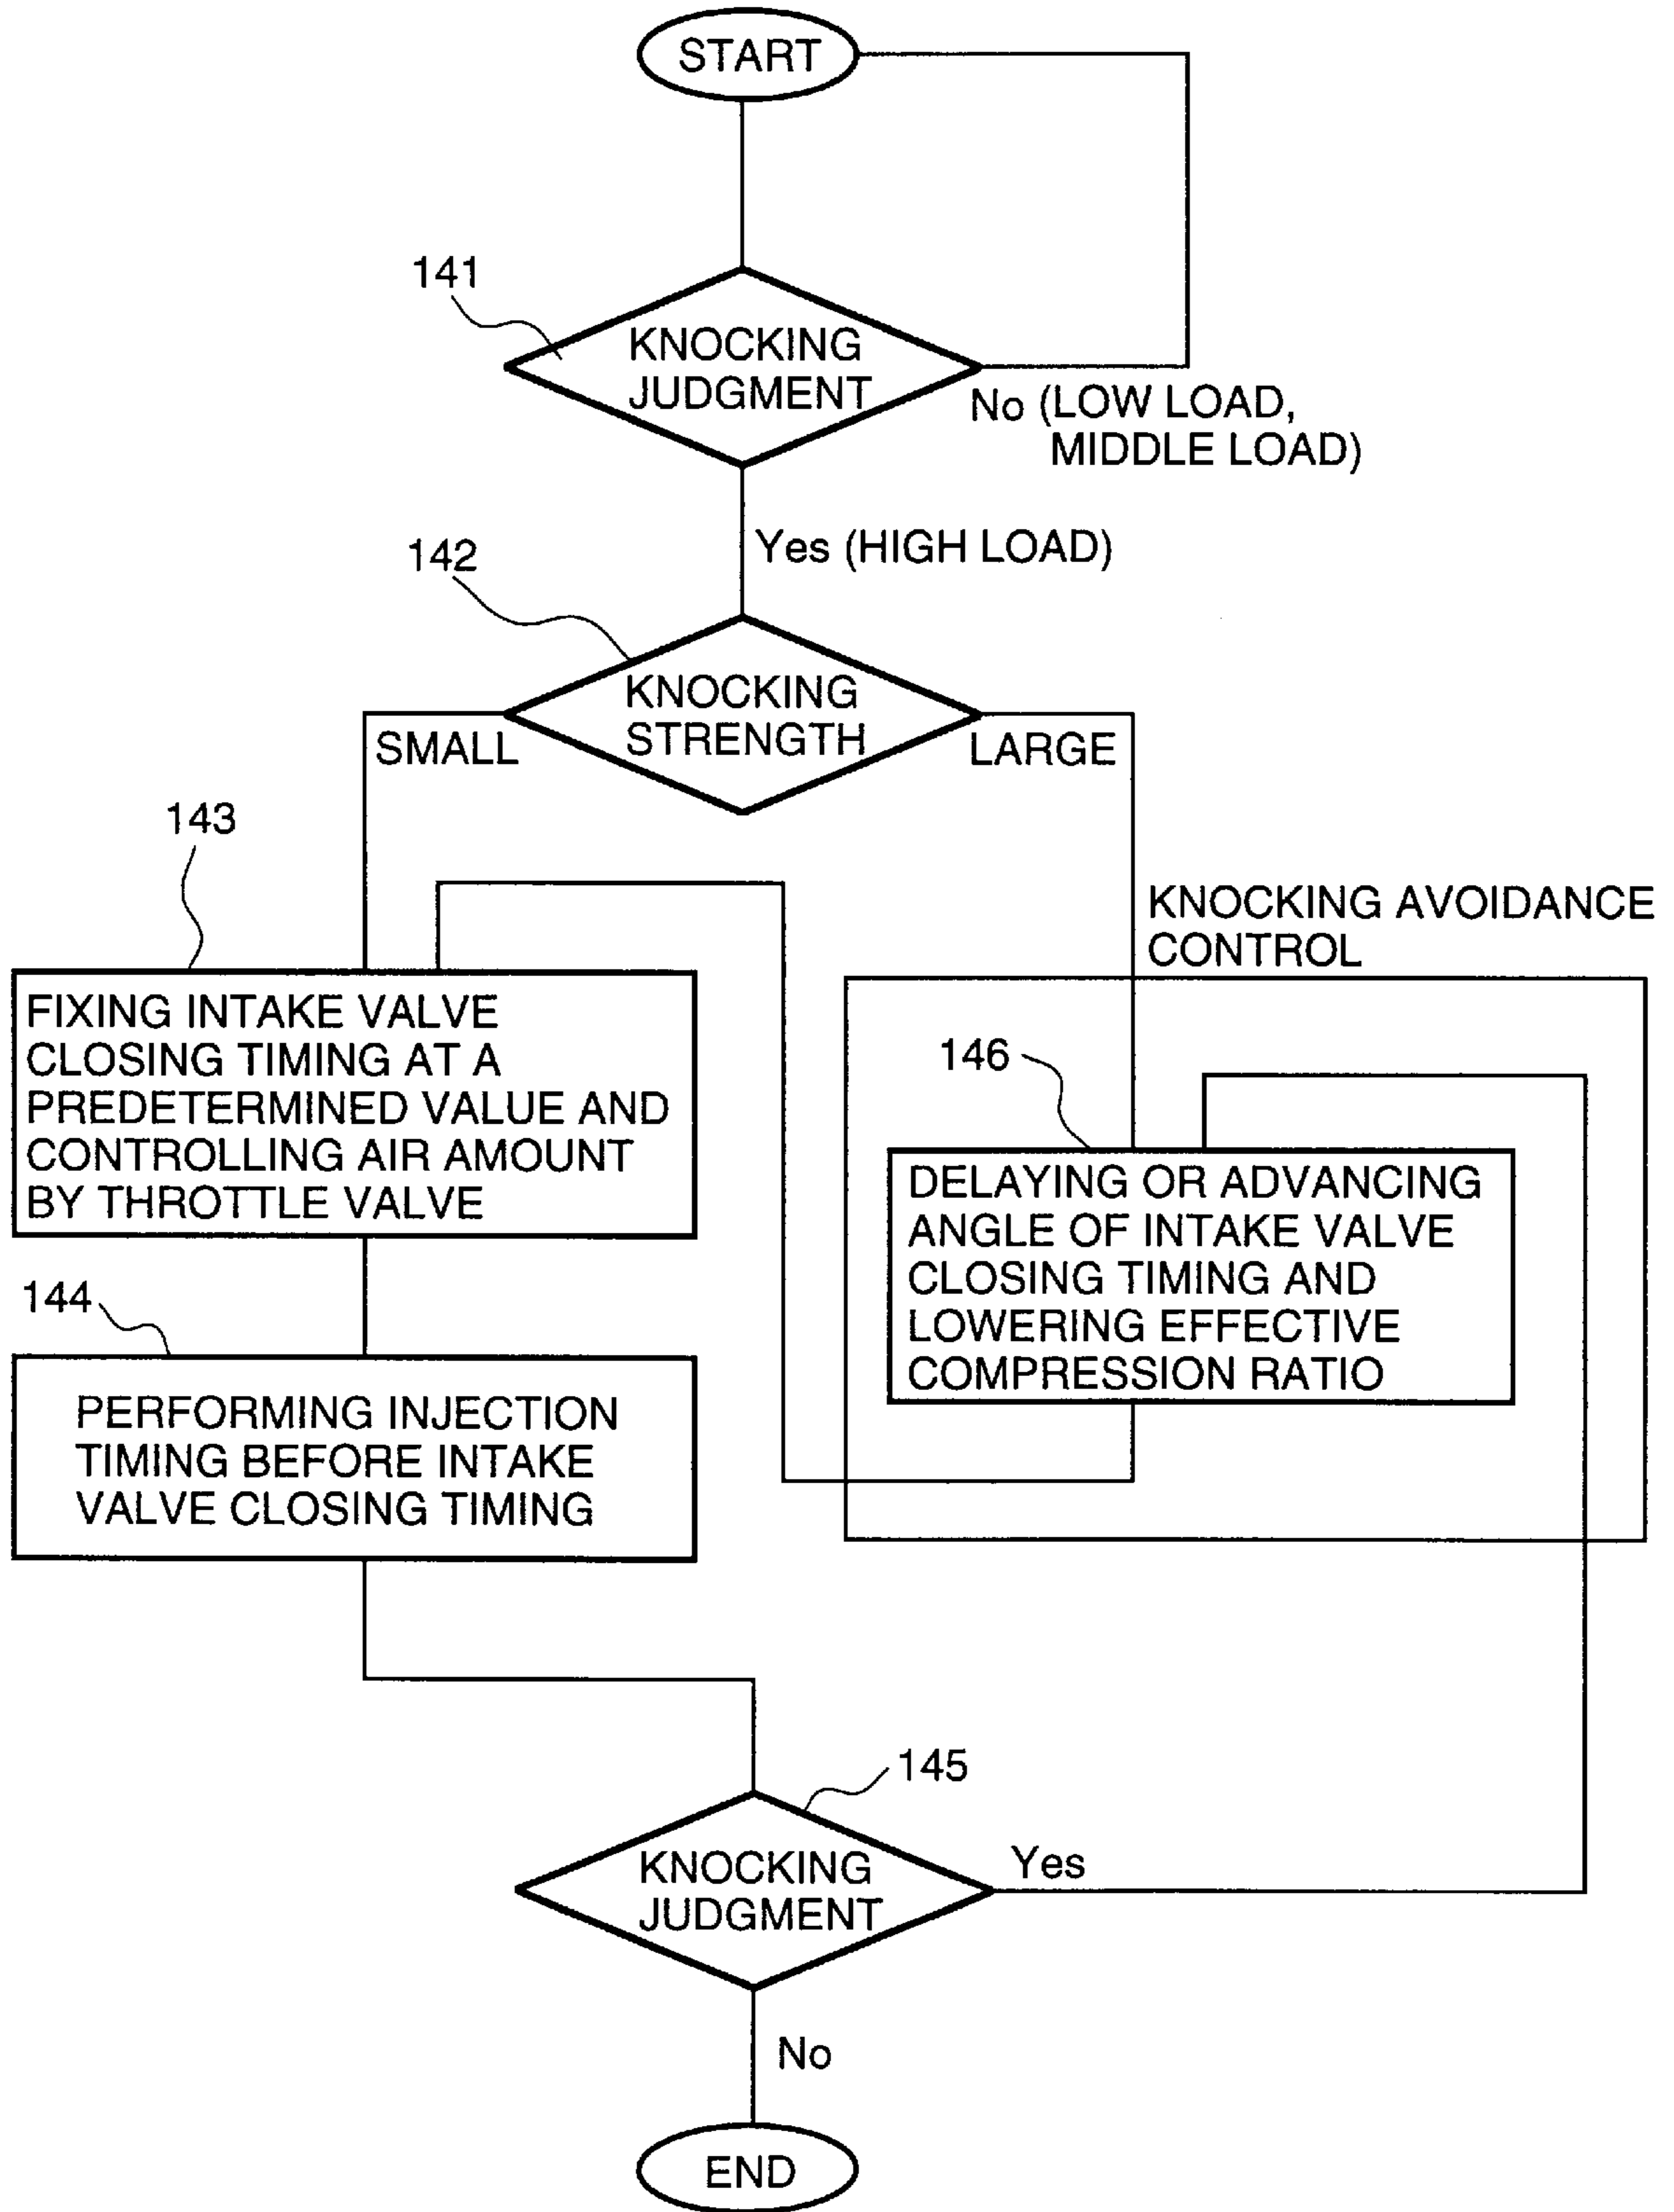 START
141
KNOCKING
JUDGMENT
No (LOW LOAD,
MIDDLE LOAD)
Yes (HIGH LOAD)
142
KNOCKING
STRENGTH
SMALL
LARGE
143
KNOCKING AVOIDANCE
CONTROL
FIXING INTAKE VALVE
CLOSING TIMING AT A
PREDETERMINED VALUE AND
CONTROLLING AIR AMOUNT
BY THROTTLE VALVE
146
DELAYING OR ADVANCING
ANGLE OF INTAKE VALVE
CLOSING TIMING AND
LOWERING EFFECTIVE
COMPRESSION RATIO
144
PERFORMING INJECTION
TIMING BEFORE INTAKE
VALVE CLOSING TIMING
145
KNOCKING
JUDGMENT
Yes
No
END